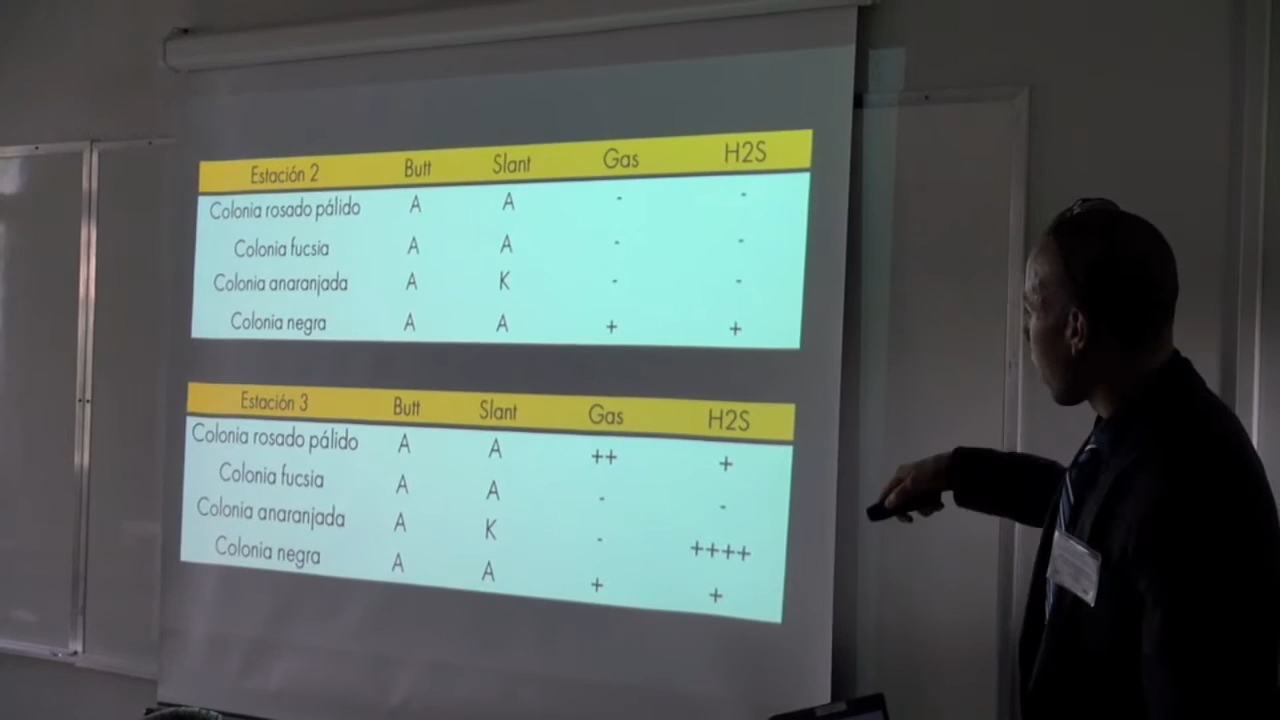 Estación 2 Butt Slant Gas H2S
Colonia rosado pálido A A - -
Colonia fucsia A A - -
Colonia anaranjada A K - -
Colonia negra A A + +
Estación 3 Butt Slant Gas H2S
Colonia rosado pálido A A ++ +
Colonia fucsia A A - -
Colonia anaranjada A K - ++++
Colonia negra A A + +